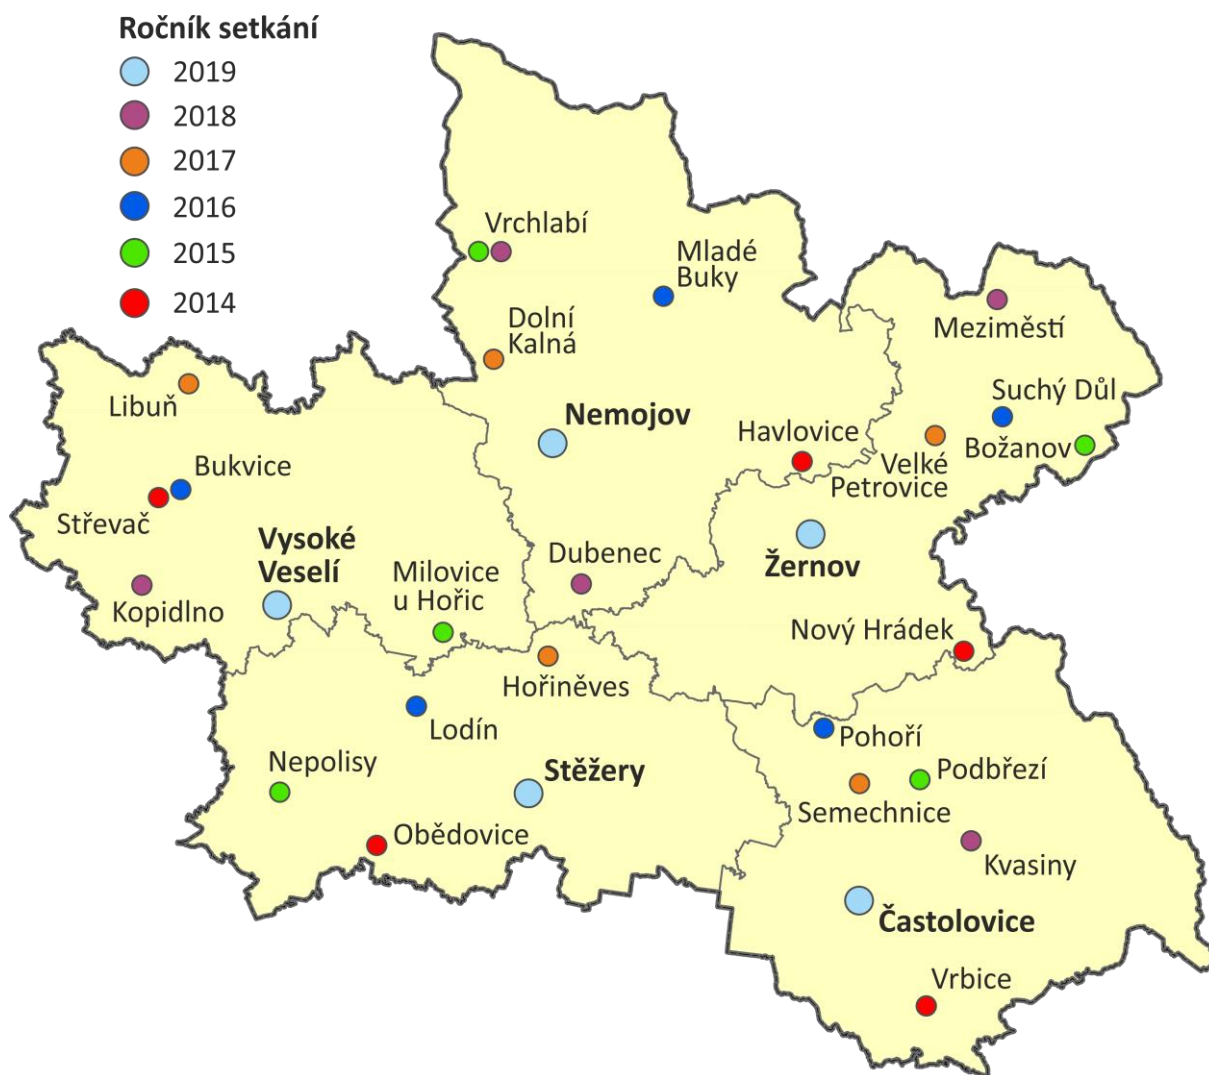 Ročník setkání
2019
2018
2017
2016
2015
2014
Vrchlabí
Mladé
Buky
Dolní
Kalná
Meziměstí
Libuň
Suchý Důl
Nemojov
Havlovice
Božanov
Velké
Petrovice
Bukvice
Střevač
Vysoké
Veselí
Dubenec
Žernov
Milovice
u Hořic
Kopidlno
Nový Hrádek
Hořiněves
Lodín
Pohoří
Nepolisy
Stěžery
Podbřezí
Semechnice
Obědovice
Kvasiny
Častolovice
Vrbice